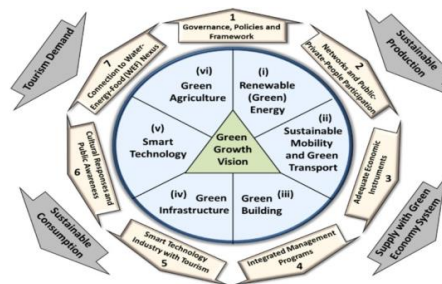 1
Governance, Policies and
Framework
2
Networks and Public-
Private-People Participation
Adequate Economic
Instruments
3
Integrated Management
Programs
4
Smart Technology
Industry with Tourism
5
Cultural Responses and
Public Awareness
6
7
Connection to Water-
Energy-Food (WEF) Nexus
Tourism Demand
Sustainable
Production
Supply with Green
Economy System
Sustainable
Consumption
(i)
Renewable
(Green)
Energy
(ii)
Sustainable
Mobility and
Green
Transport
Green (iii)
Building
(iv) Green
Infrastructure
(v)
Smart
Technology
(vi)
Green
Agriculture
Green
Growth
Vision